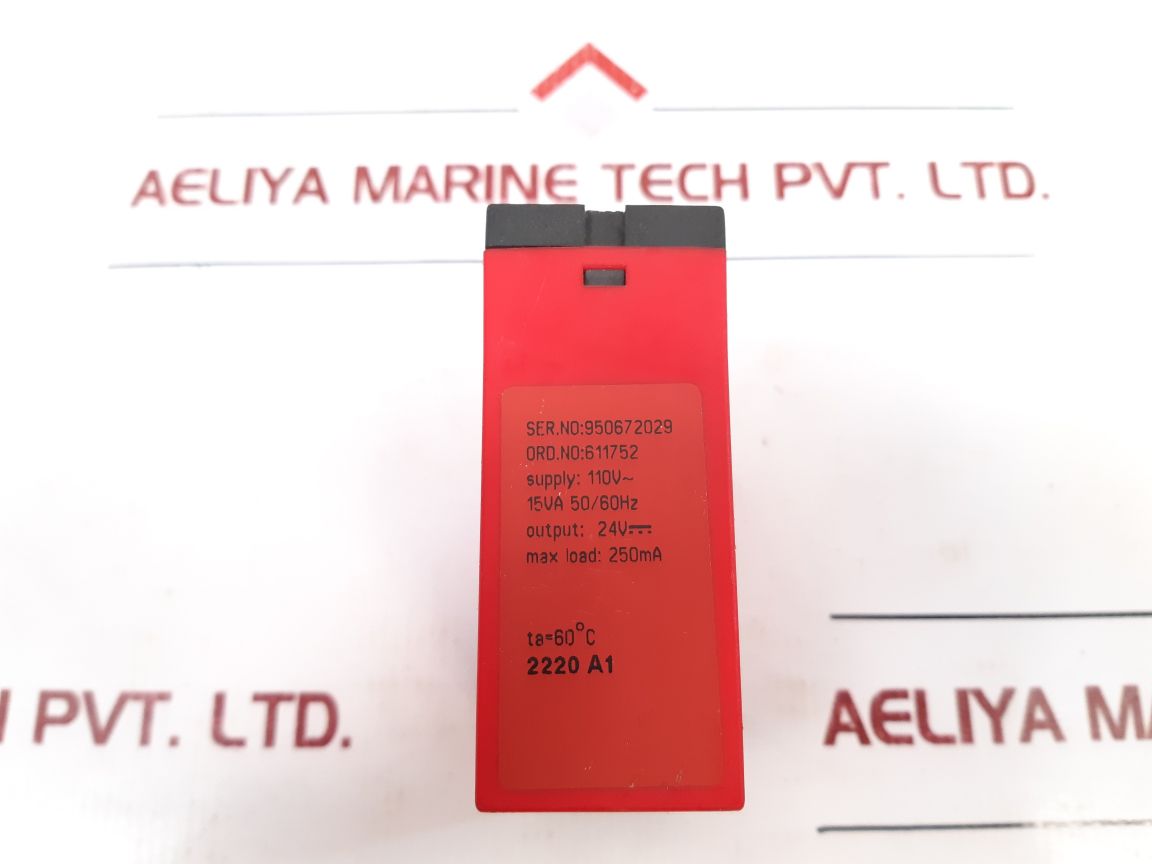 AELIYA MARINE TECH PVT. LTD.
SER.NO:950672029
ORD.NO:611752
supply: 110V~
15VA 50/60Hz
output: 24V⎓
max load: 250mA
ta=60°C
2220 A1
H PVT. LTD.
AELIYA MA